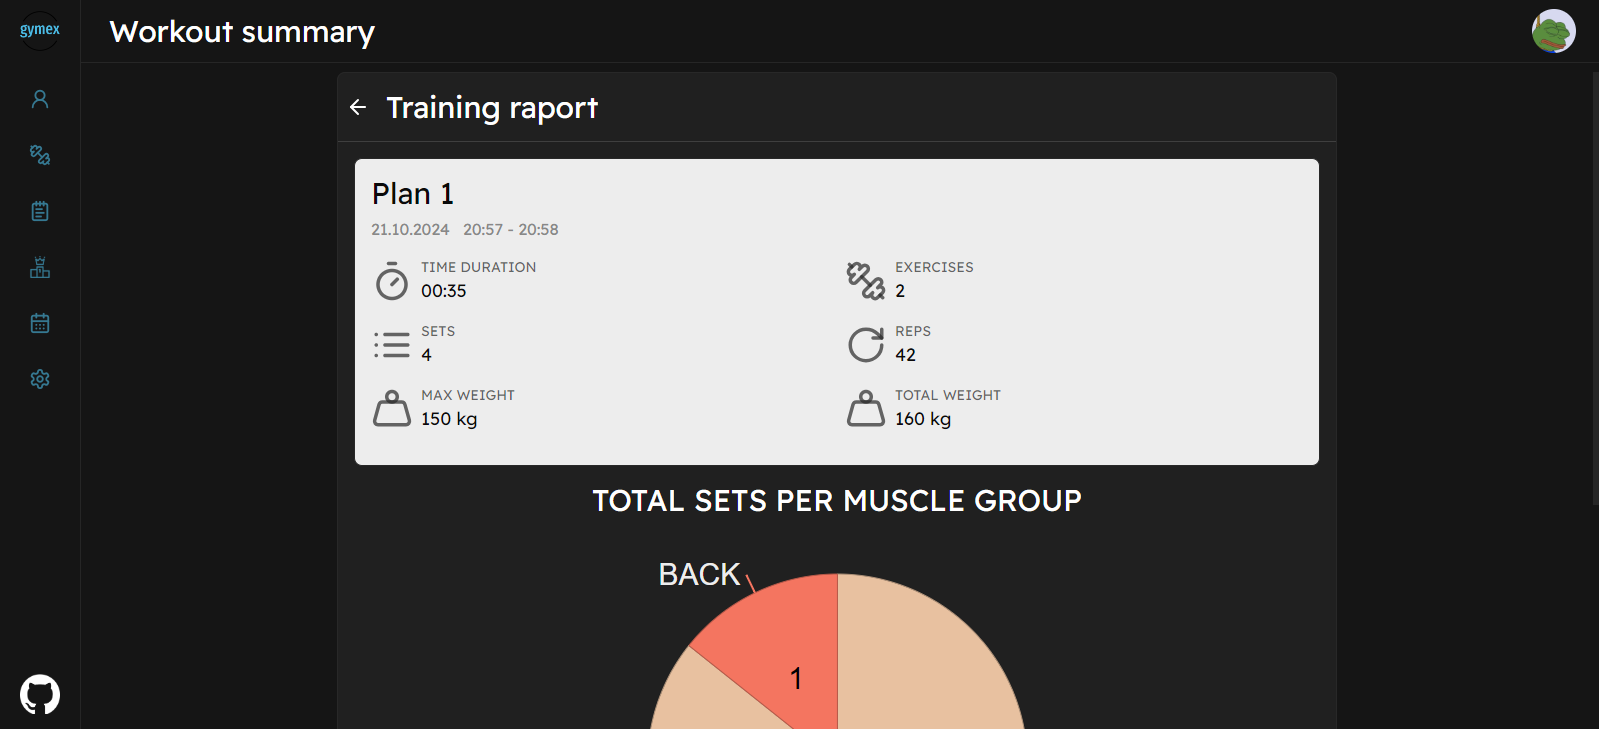 gymex
Workout summary
Training raport
Plan 1
21.10.2024 20:57 - 20:58
TIME DURATION
00:35
EXERCISES
2
SETS
4
REPS
42
MAX WEIGHT
150 kg
TOTAL WEIGHT
160 kg
TOTAL SETS PER MUSCLE GROUP
BACK
1